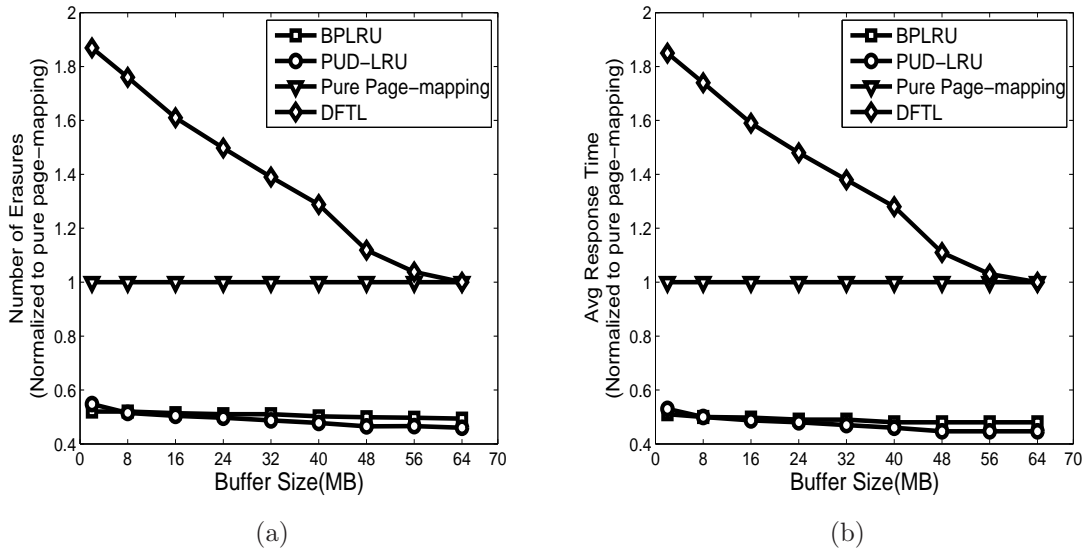 2
1.8
1.6
1.4
1.2
1
0.8
0.6
0.4
0 8 16 24 32 40 48 56 64 70
Number of Erasures
(Normalized to pure page−mapping)
Buffer Size(MB)
BPLRU
PUD−LRU
Pure Page−mapping
DFTL
(a)
2
1.8
1.6
1.4
1.2
1
0.8
0.6
0.4
0 8 16 24 32 40 48 56 64 70
Avg Response Time
(Normalized to pure page−mapping)
Buffer Size(MB)
BPLRU
PUD−LRU
Pure Page−mapping
DFTL
(b)